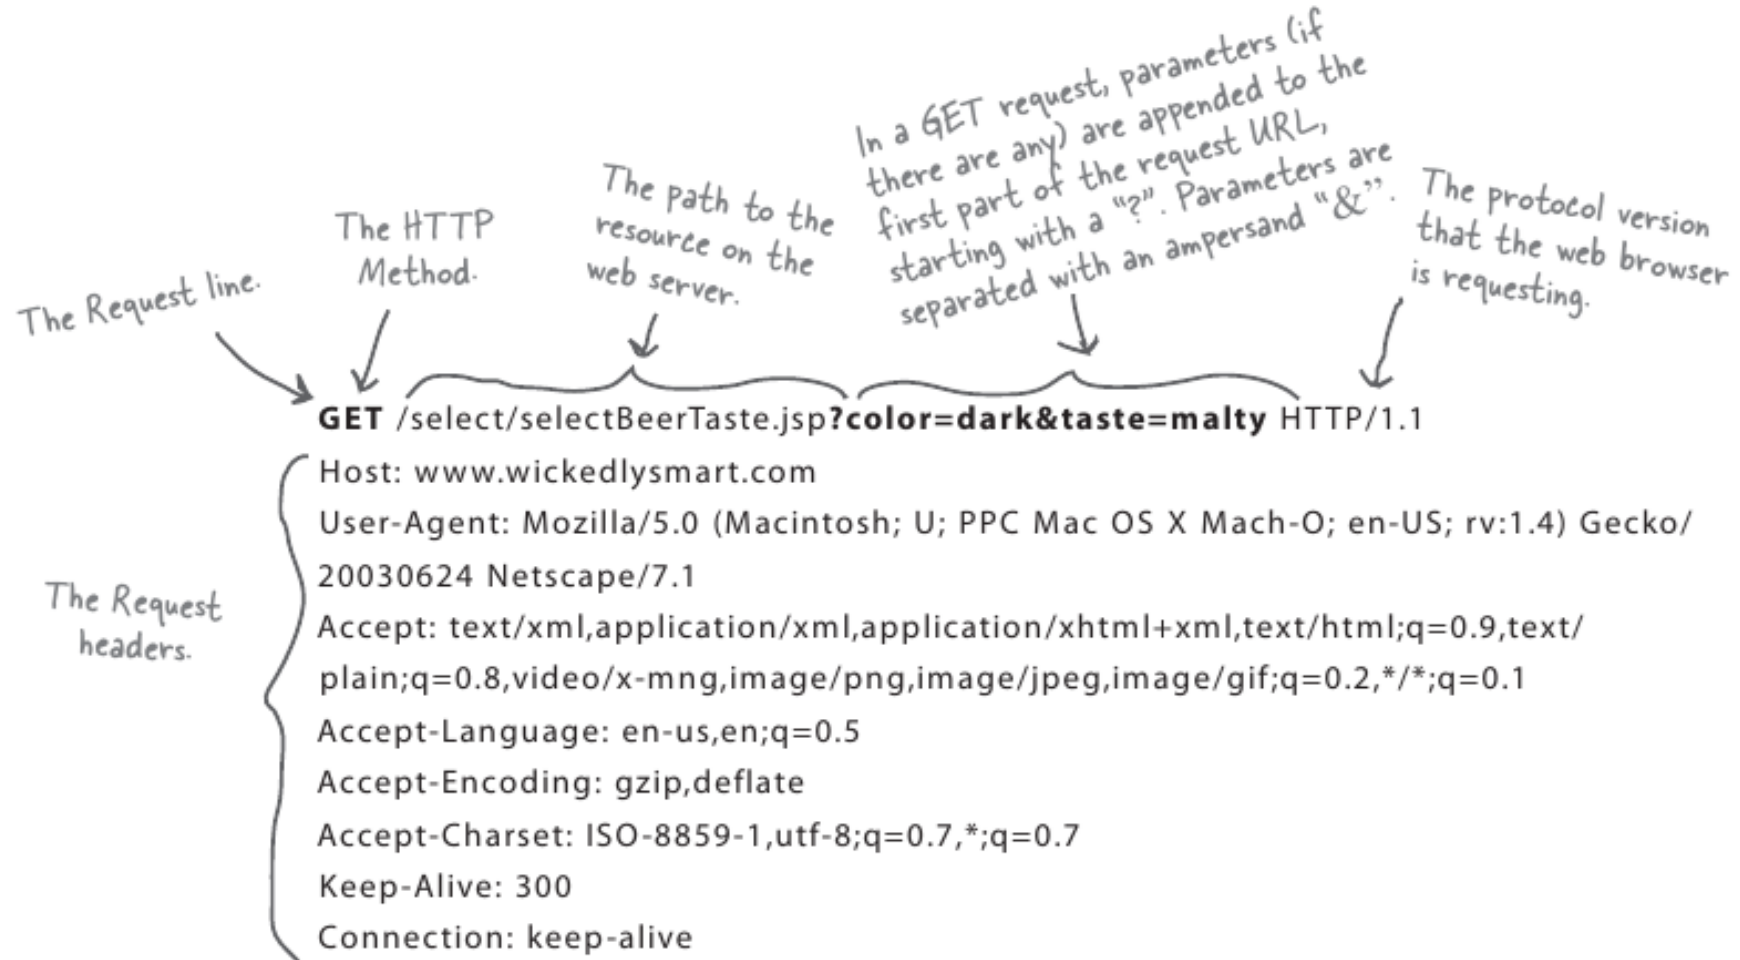 In a GET request, parameters (if
there are any) are appended to the
first part of the request URL,
starting with a "?". Parameters are
separated with an ampersand "&".
The path to the
resource on the
web server.
The protocol version
that the web browser
is requesting.
The HTTP
Method.
The Request line.
GET /select/selectBeerTaste.jsp?color=dark&taste=malty HTTP/1.1
Host: www.wickedlysmart.com
User-Agent: Mozilla/5.0 (Macintosh; U; PPC Mac OS X Mach-O; en-US; rv:1.4) Gecko/
20030624 Netscape/7.1
Accept: text/xml,application/xml,application/xhtml+xml,text/html;q=0.9,text/
plain;q=0.8,video/x-mng,image/png,image/jpeg,image/gif;q=0.2,*/*;q=0.1
Accept-Language: en-us,en;q=0.5
Accept-Encoding: gzip,deflate
Accept-Charset: ISO-8859-1,utf-8;q=0.7,*;q=0.7
Keep-Alive: 300
Connection: keep-alive
The Request
headers.